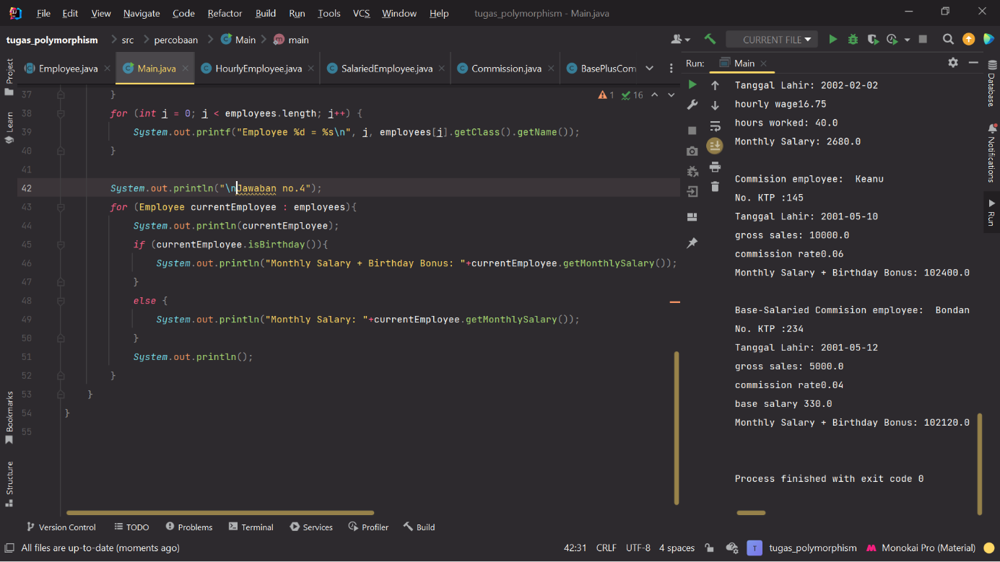 File Edit View Navigate Code Refactor Build Run Tools VCS Window Help tugas_polymorphism - Main.java
tugas_polymorphism src percobaan Main main CURRENT FILE
Project
Learn
Bookmarks
Structure
Employee.java Main.java HourlyEmployee.java SalariedEmployee.java Commission.java BasePlusCom
1 16
37 }
38 for (int j = 0; j < employees.length; j++) {
39 System.out.printf("Employee %d = %s\n", j, employees[j].getClass().getName());
40 }
41
42 System.out.println("\nJawaban no.4");
43 for (Employee currentEmployee : employees){
44 System.out.println(currentEmployee);
45 if (currentEmployee.isBirthday()){
46 System.out.println("Monthly Salary + Birthday Bonus: "+currentEmployee.getMonthlySalary());
47 }
48 else {
49 System.out.println("Monthly Salary: "+currentEmployee.getMonthlySalary());
50 }
51 System.out.println();
52 }
53 }
54 }
55
Run: Main
Tanggal Lahir: 2002-02-02
hourly wage16.75
hours worked: 40.0
Monthly Salary: 2680.0
Commision employee: Keanu
No. KTP :145
Tanggal Lahir: 2001-05-10
gross sales: 10000.0
commission rate0.06
Monthly Salary + Birthday Bonus: 102400.0
Base-Salaried Commision employee: Bondan
No. KTP :234
Tanggal Lahir: 2001-05-12
gross sales: 5000.0
commission rate0.04
base salary 330.0
Monthly Salary + Birthday Bonus: 102120.0
Process finished with exit code 0
Database
Notifications
Run
Version Control TODO Problems Terminal Services Profiler Build
All files are up-to-date (moments ago) 42:31 CRLF UTF-8 4 spaces T tugas_polymorphism Monokai Pro (Material)